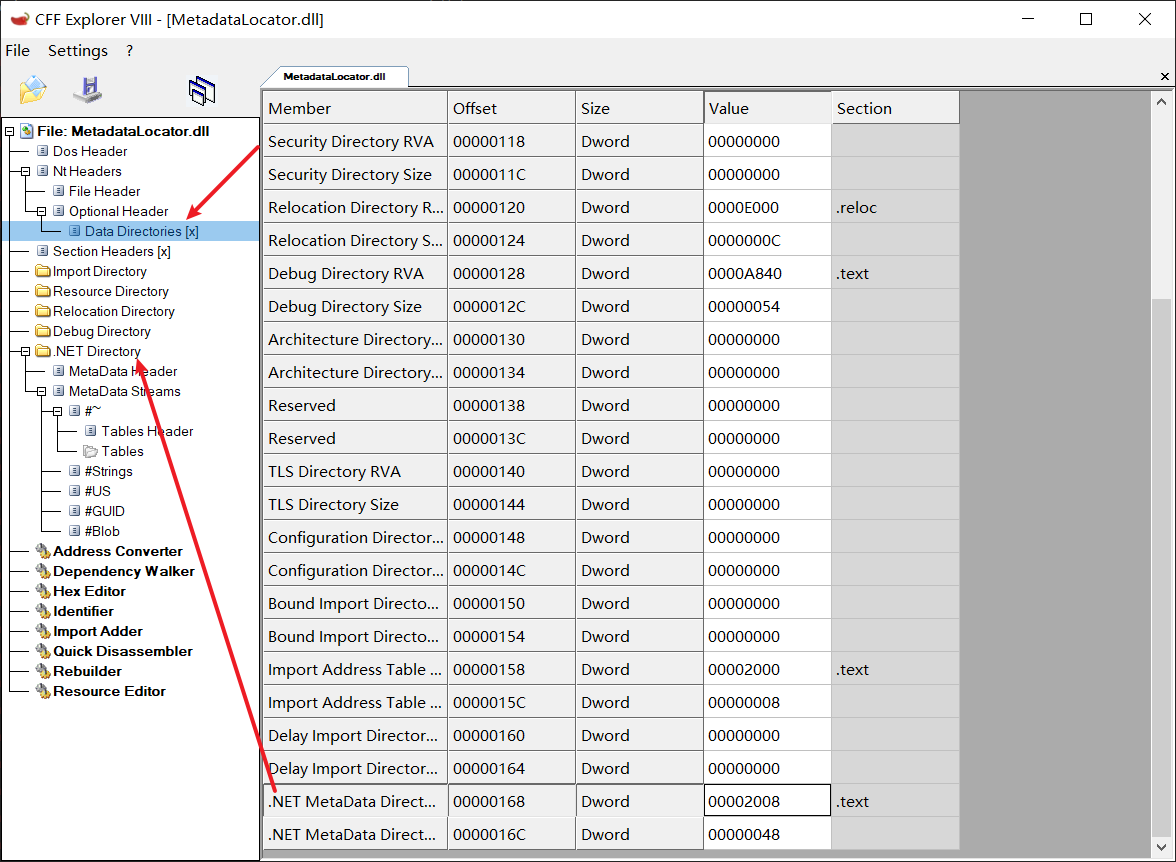 CFF Explorer VIII - [MetadataLocator.dll]
File Settings ?
MetadataLocator.dll
File: MetadataLocator.dll
Dos Header
Nt Headers
File Header
Optional Header
Data Directories [x]
Section Headers [x]
Import Directory
Resource Directory
Relocation Directory
Debug Directory
.NET Directory
MetaData Header
MetaData Streams
#~
Tables Header
Tables
#Strings
#US
#GUID
#Blob
Address Converter
Dependency Walker
Hex Editor
Identifier
Import Adder
Quick Disassembler
Rebuilder
Resource Editor
Member Offset Size Value Section
Security Directory RVA 00000118 Dword 00000000
Security Directory Size 0000011C Dword 00000000
Relocation Directory R... 00000120 Dword 0000E000 .reloc
Relocation Directory S... 00000124 Dword 0000000C
Debug Directory RVA 00000128 Dword 0000A840 .text
Debug Directory Size 0000012C Dword 00000054
Architecture Directory... 00000130 Dword 00000000
Architecture Directory... 00000134 Dword 00000000
Reserved 00000138 Dword 00000000
Reserved 0000013C Dword 00000000
TLS Directory RVA 00000140 Dword 00000000
TLS Directory Size 00000144 Dword 00000000
Configuration Director... 00000148 Dword 00000000
Configuration Director... 0000014C Dword 00000000
Bound Import Directo... 00000150 Dword 00000000
Bound Import Directo... 00000154 Dword 00000000
Import Address Table ... 00000158 Dword 00002000 .text
Import Address Table ... 0000015C Dword 00000008
Delay Import Director... 00000160 Dword 00000000
Delay Import Director... 00000164 Dword 00000000
.NET MetaData Direct... 00000168 Dword 00002008 .text
.NET MetaData Direct... 0000016C Dword 00000048